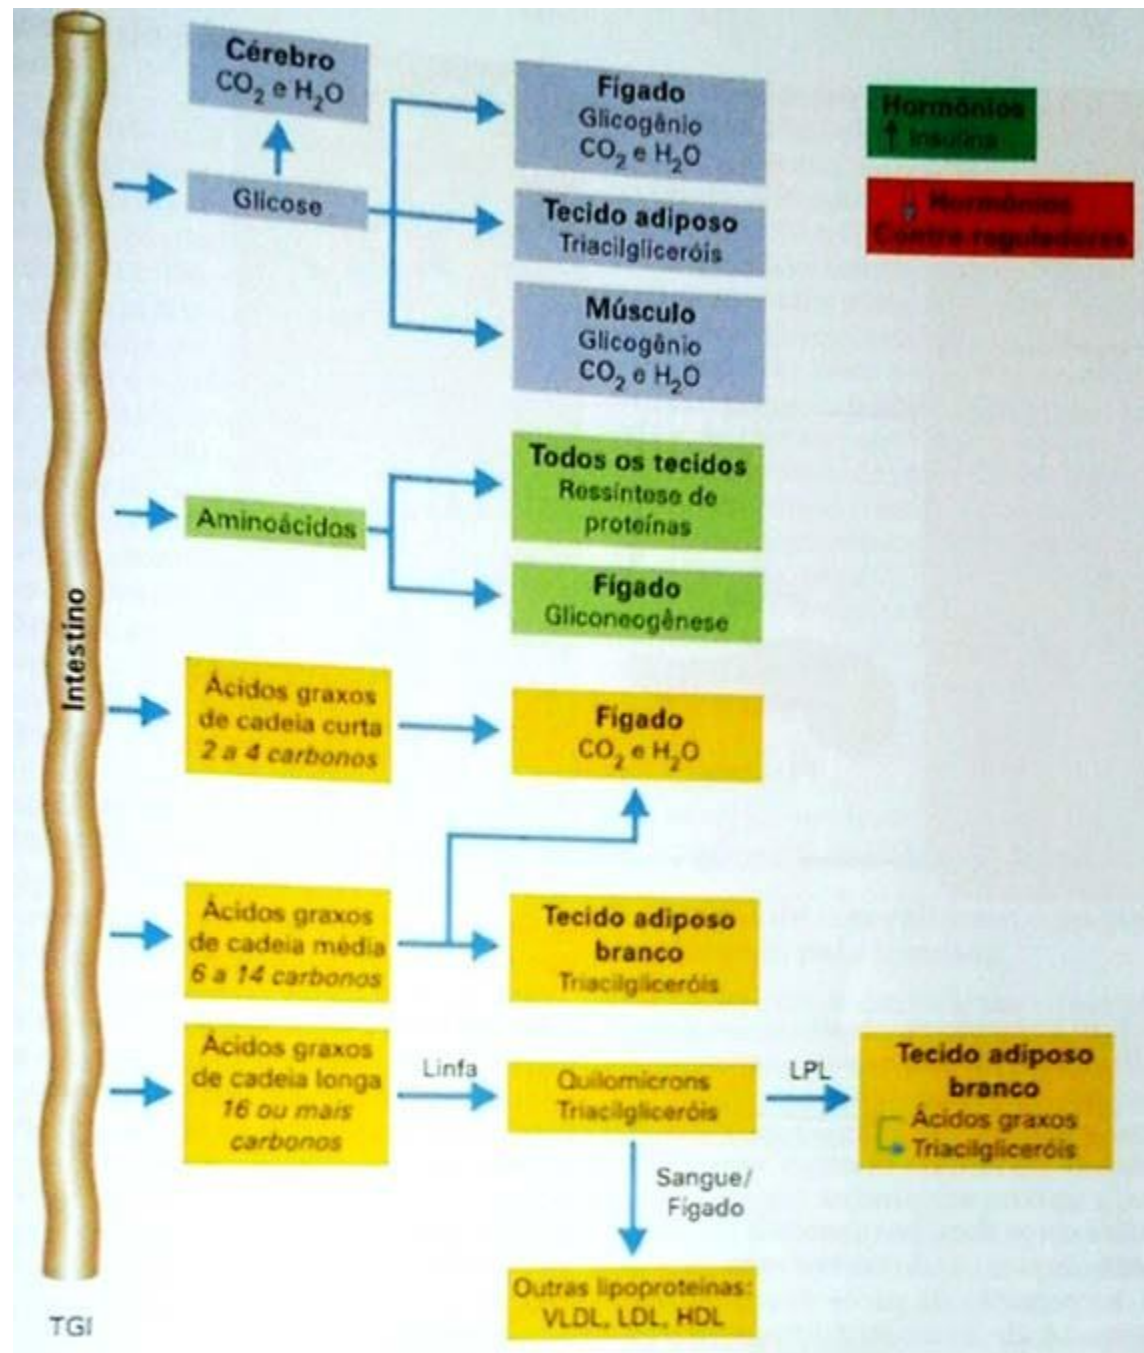 Cérebro
CO₂ e H₂O
Glicose
Fígado
Glicogênio
CO₂ e H₂O
Tecido adiposo
Triacilgliceróis
Músculo
Glicogênio
CO₂ e H₂O
Hormônios
↑ Insulina
↓ Hormônios
Contra reguladores
Intestino
Aminoácidos
Todos os tecidos
Ressíntese de
proteínas
Fígado
Gliconeogênese
Ácidos graxos
de cadeia curta
2 a 4 carbonos
Fígado
CO₂ e H₂O
Ácidos graxos
de cadeia média
6 a 14 carbonos
Tecido adiposo
branco
Triacilgliceróis
Ácidos graxos
de cadeia longa
16 ou mais
carbonos
Linfa
Quilomicrons
Triacilgliceróis
LPL
Tecido adiposo
branco
Ácidos graxos
Triacilgliceróis
Sangue/
Fígado
Outras lipoproteínas:
VLDL, LDL, HDL
TGI